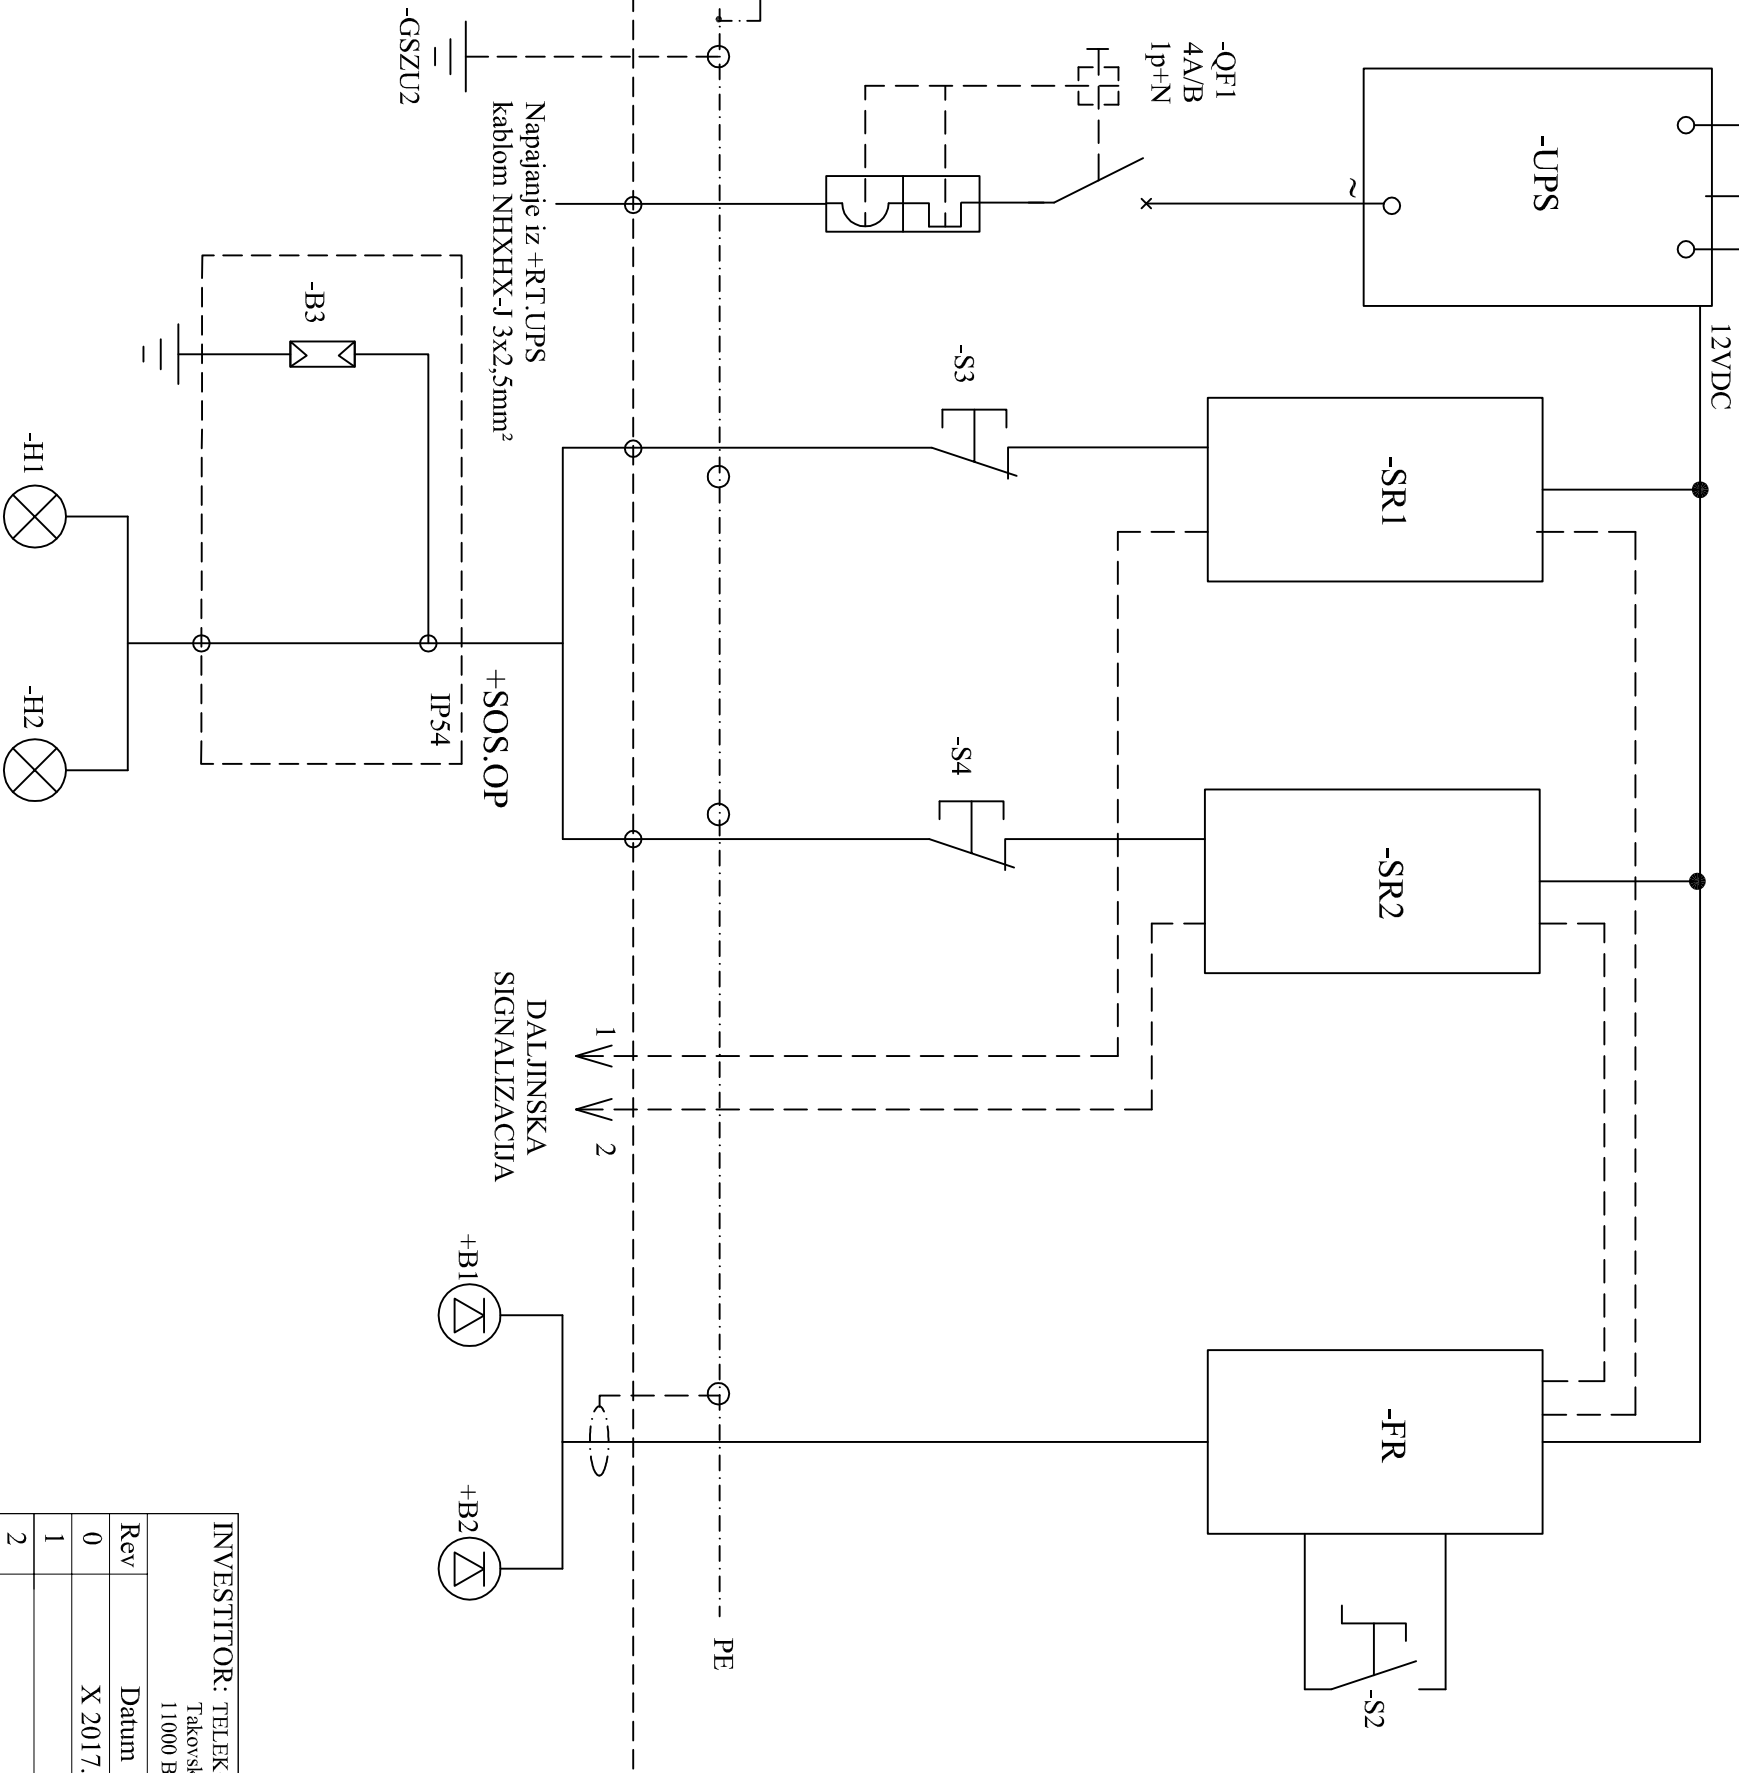 12VDC
-UPS
~
-SR1
-SR2
-FR
-S2
-QF1
4A/B
1p+N
-S3
-S4
PE
1
2
DALJINSKA
SIGNALIZACIJA
Napajanje iz +RT.UPS
kablom NHXHX-J 3x2,5mm²
-GSZU2
+SOS.OP
IP54
+B1
+B2
-B3
-H1
-H2
INVESTITOR: TELEK
Takovsk
11000 B
Rev Datum
0 X 2017.
1
2